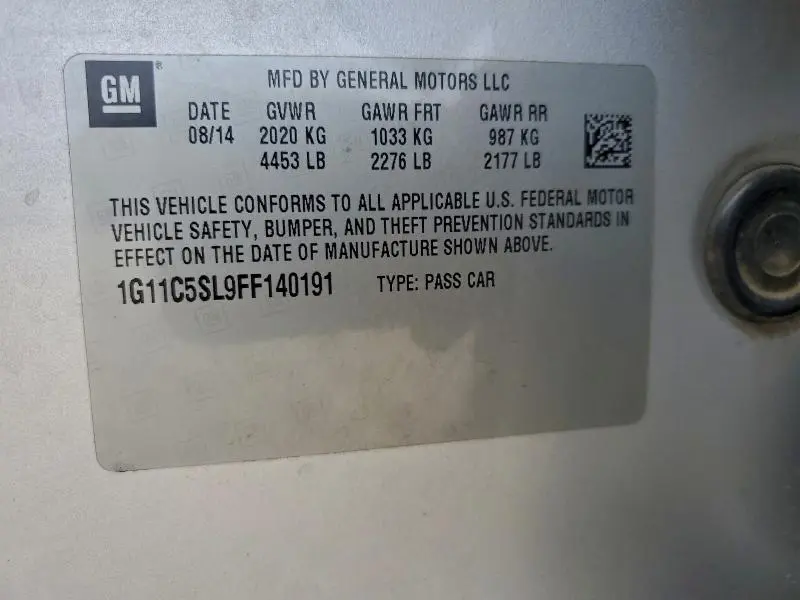 GM ®
MFD BY GENERAL MOTORS LLC
DATE GVWR GAWR FRT GAWR RR
08/14 2020 KG 1033 KG 987 KG
4453 LB 2276 LB 2177 LB
THIS VEHICLE CONFORMS TO ALL APPLICABLE U.S. FEDERAL MOTOR
VEHICLE SAFETY, BUMPER, AND THEFT PREVENTION STANDARDS IN
EFFECT ON THE DATE OF MANUFACTURE SHOWN ABOVE.
1G11C5SL9FF140191 TYPE: PASS CAR